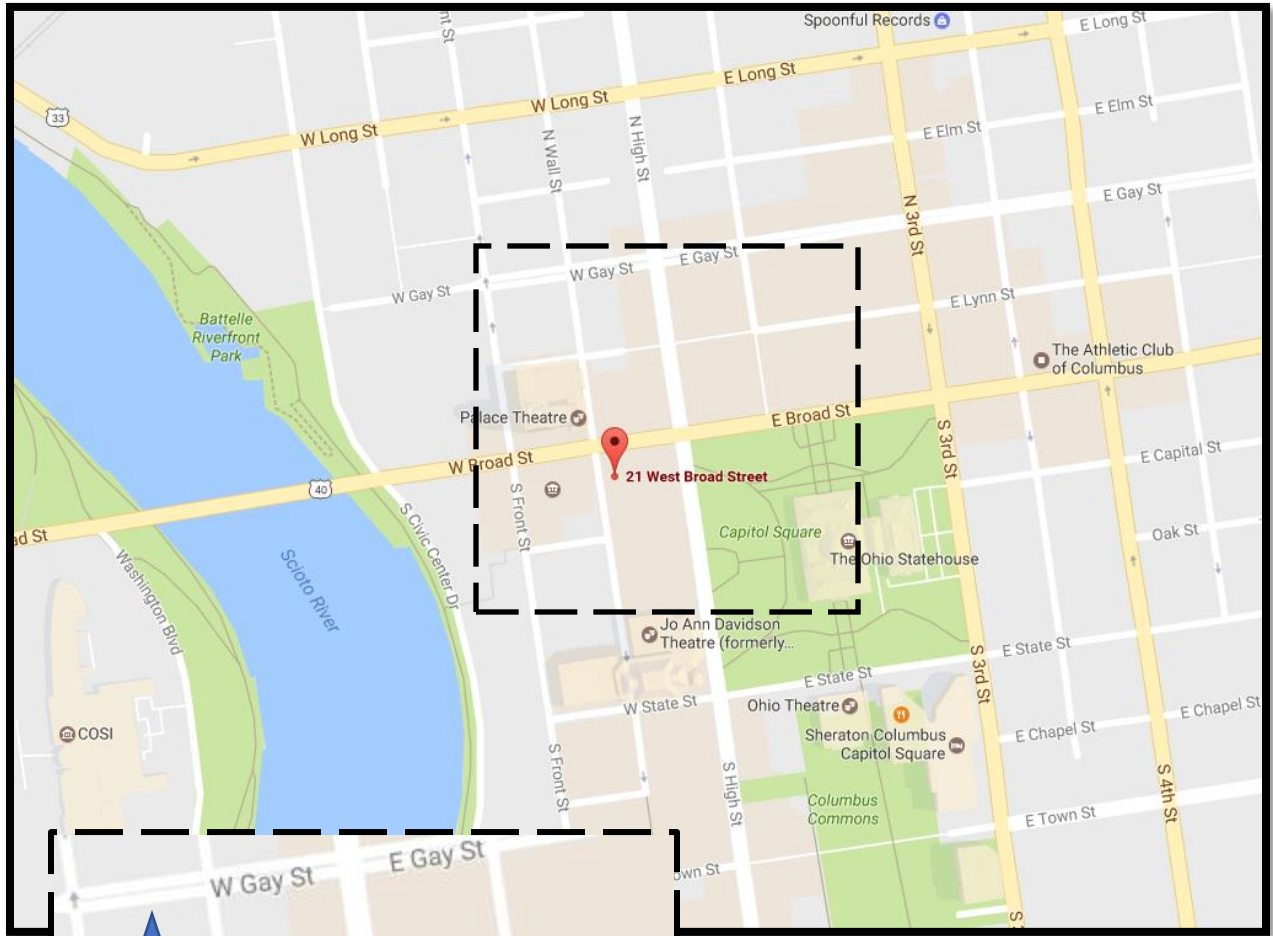 nt St
Spoonful Records
E Long St
E Long St
W Long St
W Long St
33
N Wall St
N High St
E Elm St
E Elm St
E Gay St
N 3rd St
E Gay St
W Gay St
W Gay St
E Lynn St
Battelle
Riverfront
Park
The Athletic Club
of Columbus
Palace Theatre
E Broad St
W Broad St
21 West Broad Street
S 3rd St
E Capital St
40
S Front St
S Civic Center Dr
Capitol Square
The Ohio Statehouse
Oak St
ad St
Washington Blvd
Scioto River
Jo Ann Davidson
Theatre (formerly...
E State St
S 3rd St
E State St
W State St
Ohio Theatre
E Chapel St
E Chapel St
COSI
Sheraton Columbus
Capitol Square
S Front St
S High St
S 4th St
Columbus
Commons
E Town St
own St
E Gay St
W Gay St
S 3